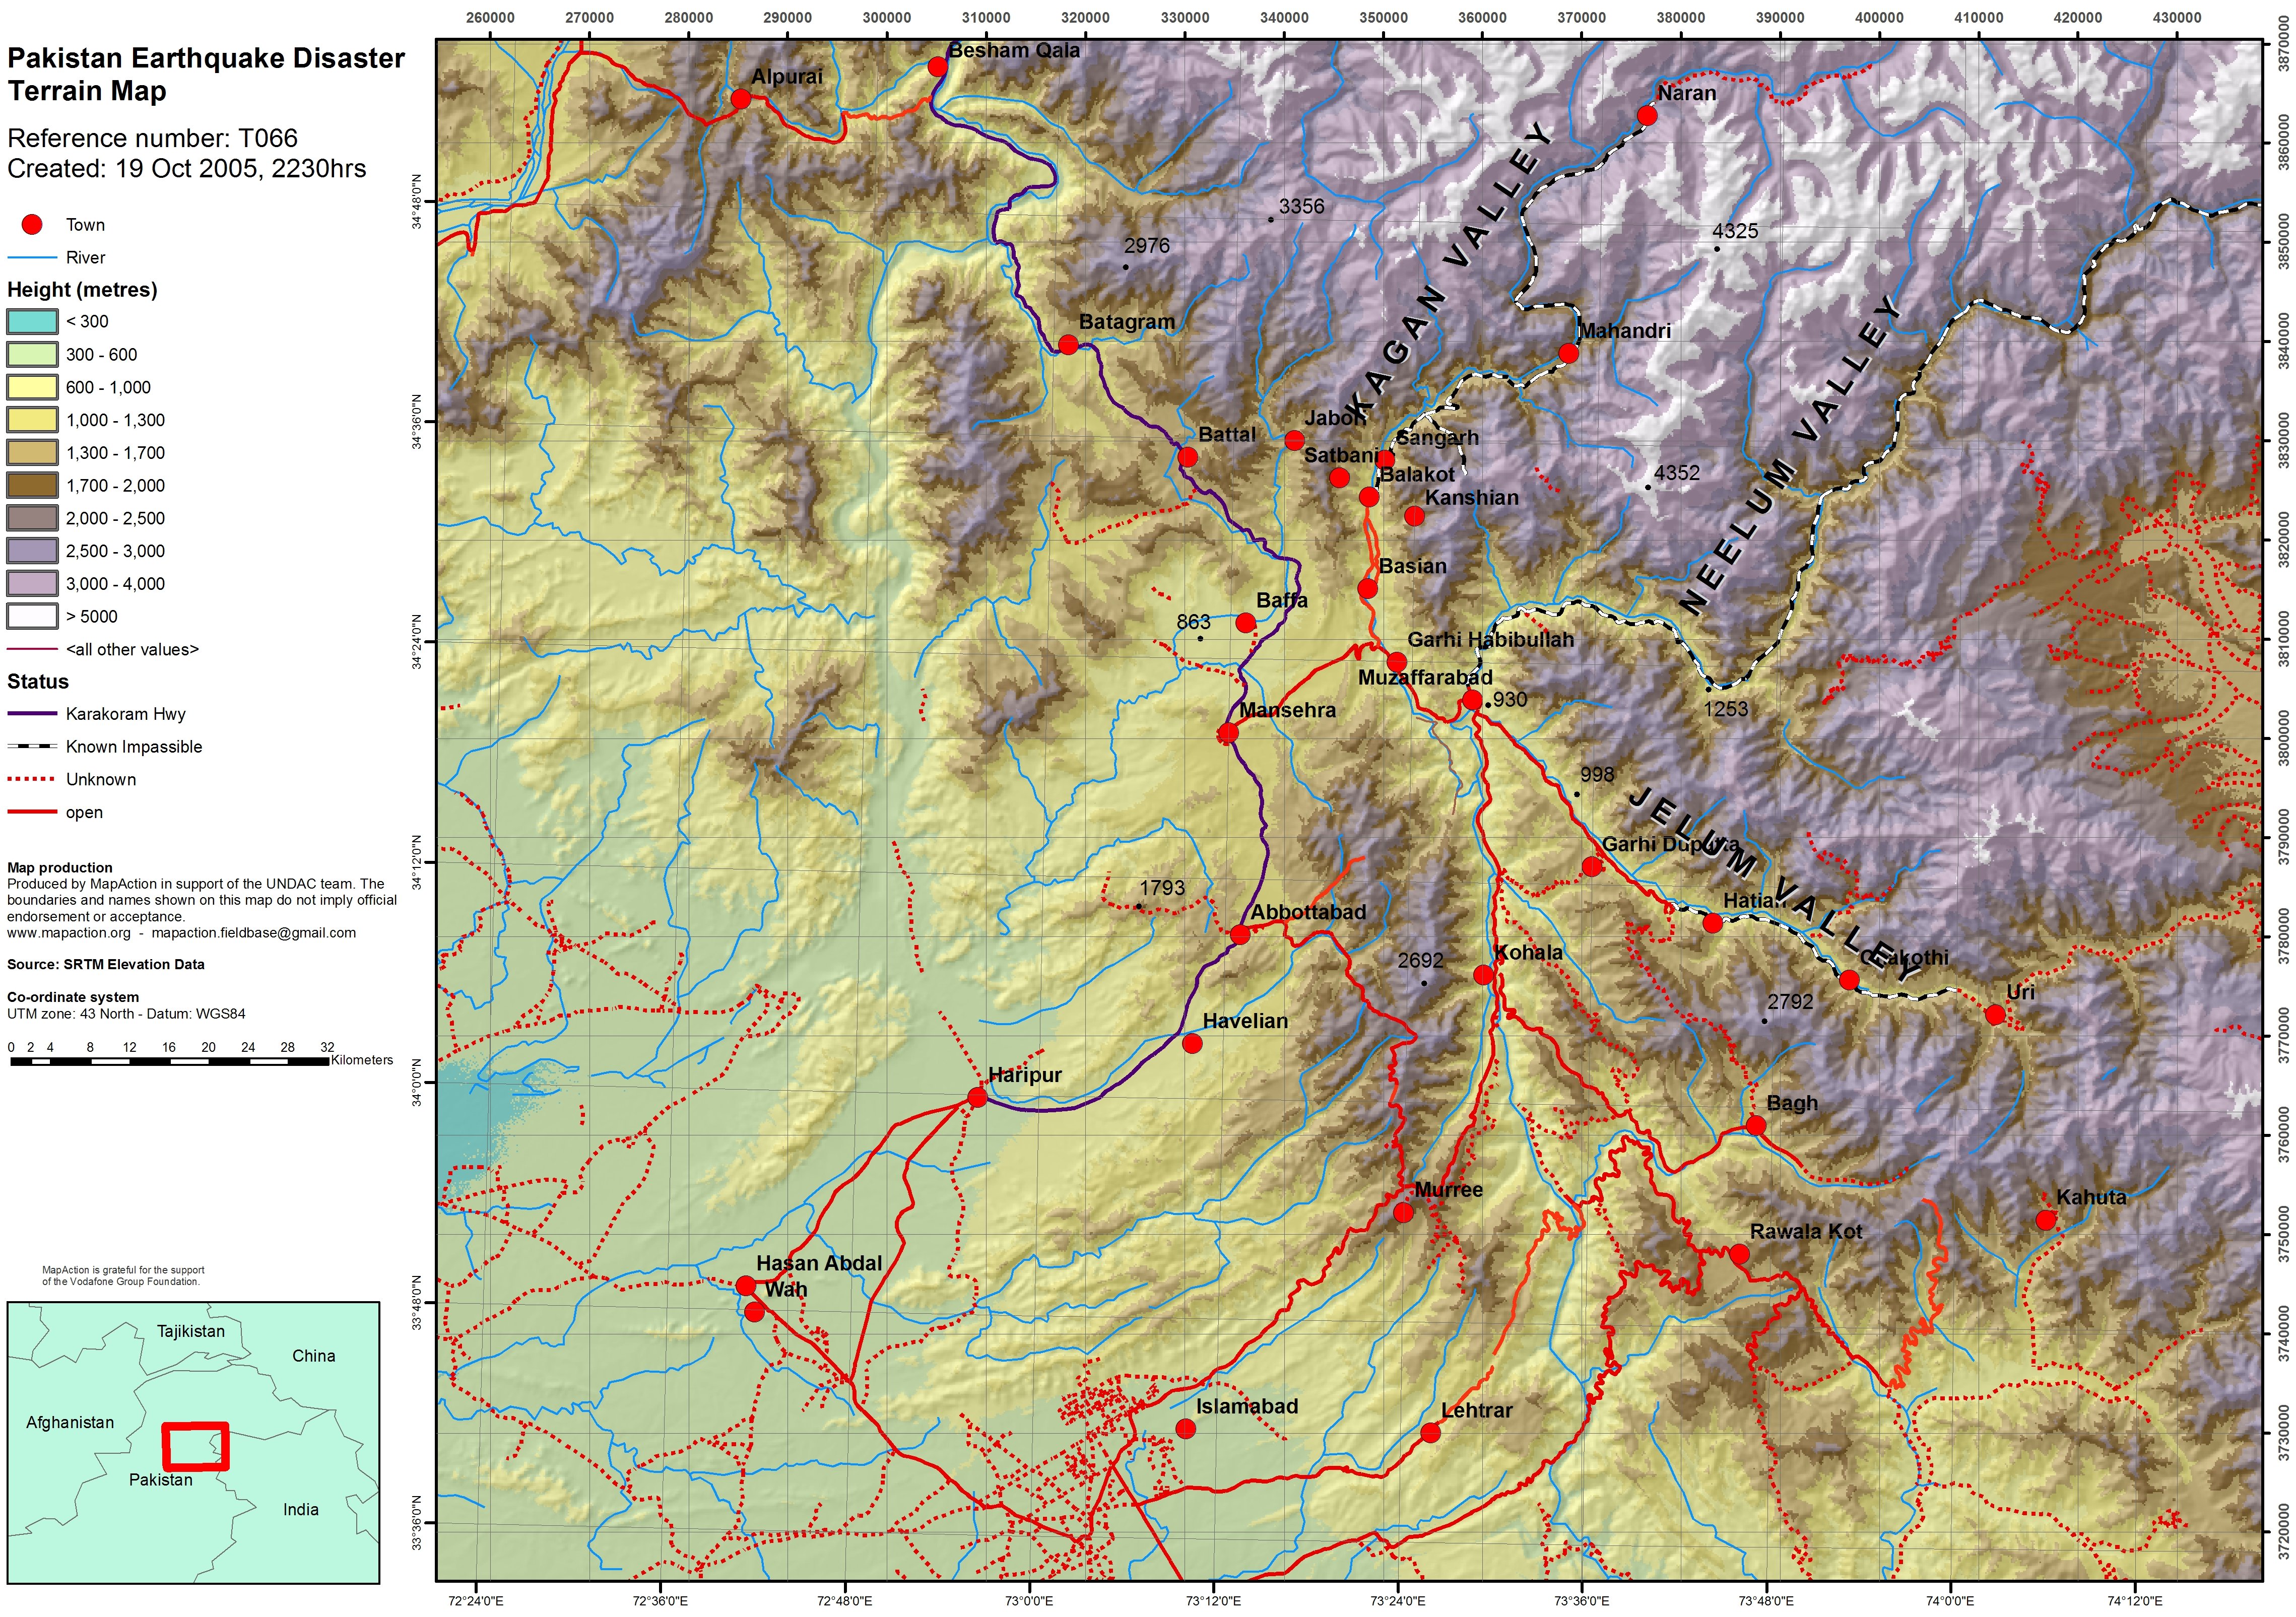 Pakistan Earthquake Disaster
Terrain Map
Reference number: T066
Created: 19 Oct 2005, 2230hrs
Town
River
Height (metres)
< 300
300 - 600
600 - 1,000
1,000 - 1,300
1,300 - 1,700
1,700 - 2,000
2,000 - 2,500
2,500 - 3,000
3,000 - 4,000
> 5000
<all other values>
Status
Karakoram Hwy
Known Impassible
Unknown
open
Map production
Produced by MapAction in support of the UNDAC team. The
boundaries and names shown on this map do not imply official
endorsement or acceptance.
www.mapaction.org - mapaction.fieldbase@gmail.com
Source: SRTM Elevation Data
Co-ordinate system
UTM zone: 43 North - Datum: WGS84
0 2 4 8 12 16 20 24 28 32
Kilometers
MapAction is grateful for the support
of the Vodafone Group Foundation.
Tajikistan
China
Afghanistan
Pakistan
India
260000 270000 280000 290000 300000 310000 320000 330000 340000 350000 360000 370000 380000 390000 400000 410000 420000 430000
Besham Qala
Alpurai
Naran
3356
2976
4325
KAGAN VALLEY
Batagram
Mahandri
NEELUM VALLEY
Jabori
Battal
Sangarh
Satbani
Balakot
4352
Kanshian
Basian
Baffa
863
Garhi Habibullah
Muzaffarabad
930
1253
Mansehra
998
JELUM VALLEY
Garhi Dupatta
1793
Hatian
Abbottabad
Kohala
2692
Chakothi
Uri
2792
Havelian
Haripur
Bagh
Murree
Kahuta
Rawala Kot
Hasan Abdal
Wah
Islamabad
Lehtrar
34°48'0"N
34°36'0"N
34°24'0"N
34°12'0"N
34°0'0"N
33°48'0"N
33°36'0"N
3870000
3860000
3850000
3840000
3830000
3820000
3810000
3800000
3790000
3780000
3770000
3760000
3750000
3740000
3730000
3720000
72°24'0"E 72°36'0"E 72°48'0"E 73°0'0"E 73°12'0"E 73°24'0"E 73°36'0"E 73°48'0"E 74°0'0"E 74°12'0"E